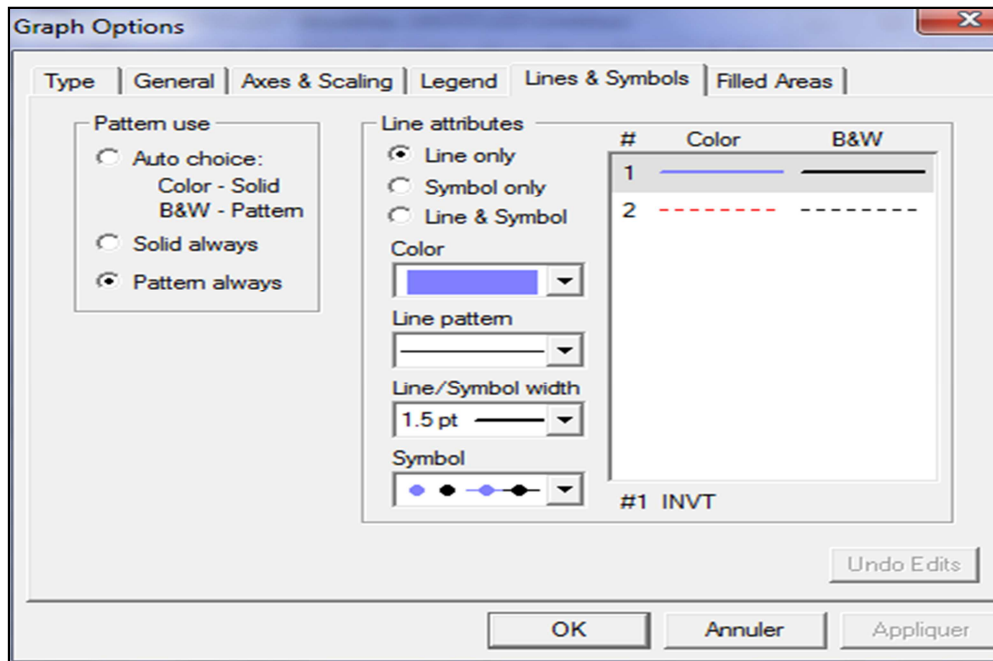 Graph Options
Type
General
Axes & Scaling
Legend
Lines & Symbols
Filled Areas
Pattern use
Auto choice:
Color - Solid
B&W - Pattern
Solid always
Pattern always
Line attributes
Line only
Symbol only
Line & Symbol
Color
Line pattern
Line/Symbol width
1.5 pt
Symbol
# Color B&W
1
2
#1 INVT
Undo Edits
OK
Annuler
Appliquer